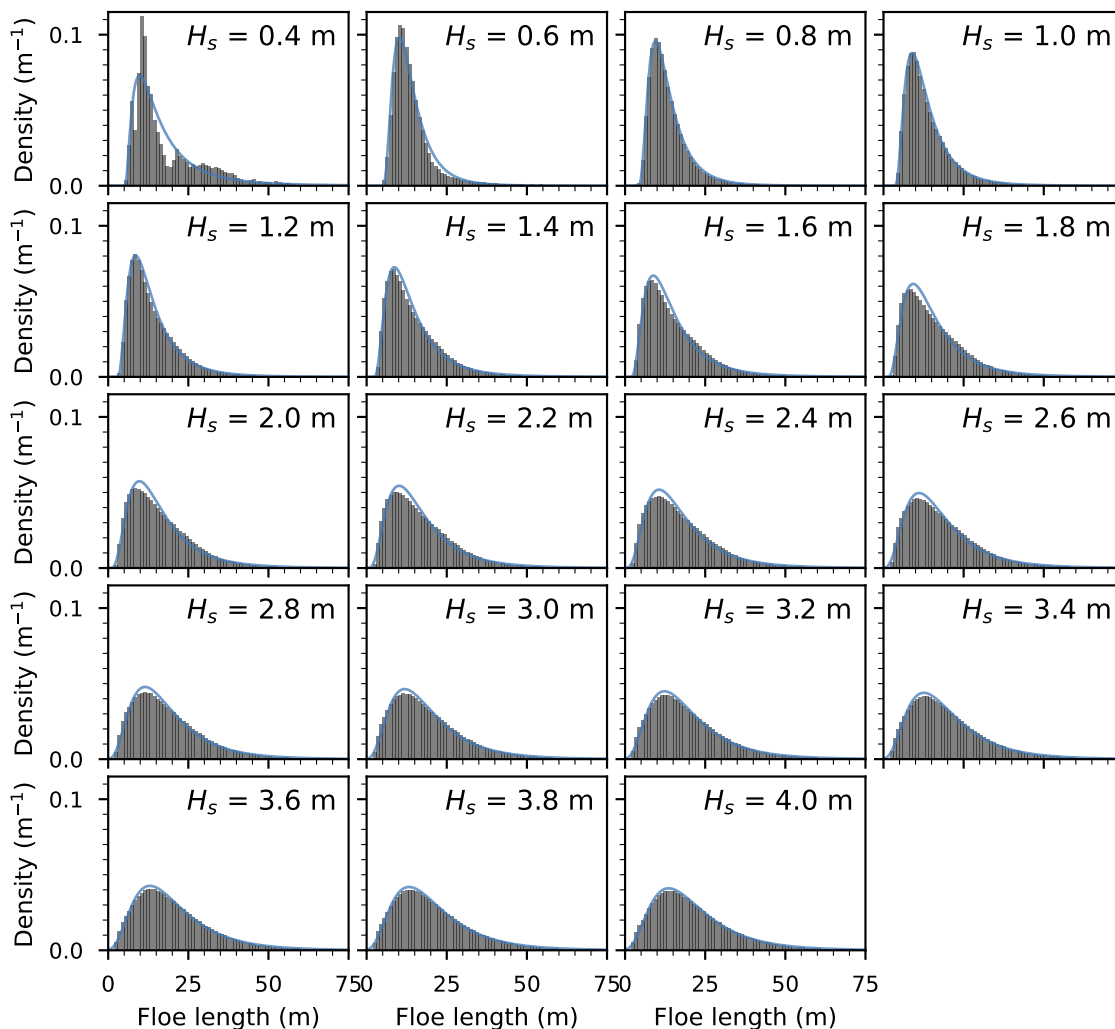 0.1
0.0
Density (m⁻¹)
H_s = 0.4 m
H_s = 0.6 m
H_s = 0.8 m
H_s = 1.0 m
0.1
0.0
Density (m⁻¹)
H_s = 1.2 m
H_s = 1.4 m
H_s = 1.6 m
H_s = 1.8 m
0.1
0.0
Density (m⁻¹)
H_s = 2.0 m
H_s = 2.2 m
H_s = 2.4 m
H_s = 2.6 m
0.1
0.0
Density (m⁻¹)
H_s = 2.8 m
H_s = 3.0 m
H_s = 3.2 m
H_s = 3.4 m
0.1
0.0
Density (m⁻¹)
H_s = 3.6 m
H_s = 3.8 m
H_s = 4.0 m
0 25 50 75
0 25 50 75
0 25 50 75
Floe length (m)
Floe length (m)
Floe length (m)